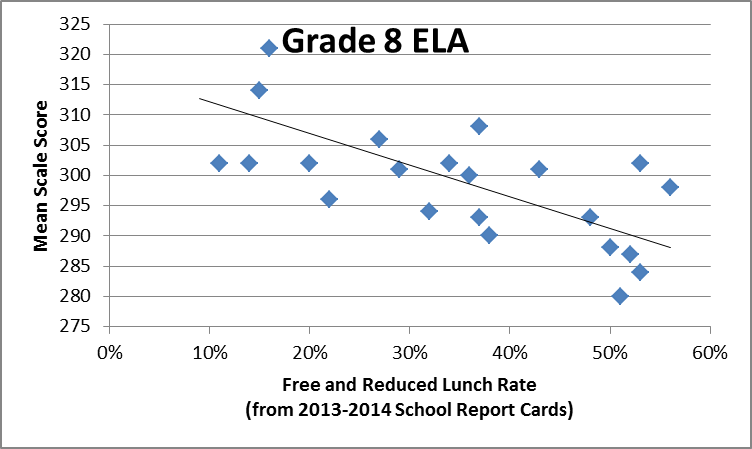 Grade 8 ELA
325
320
315
310
305
300
295
290
285
280
275
Mean Scale Score
0% 10% 20% 30% 40% 50% 60%
Free and Reduced Lunch Rate
(from 2013-2014 School Report Cards)